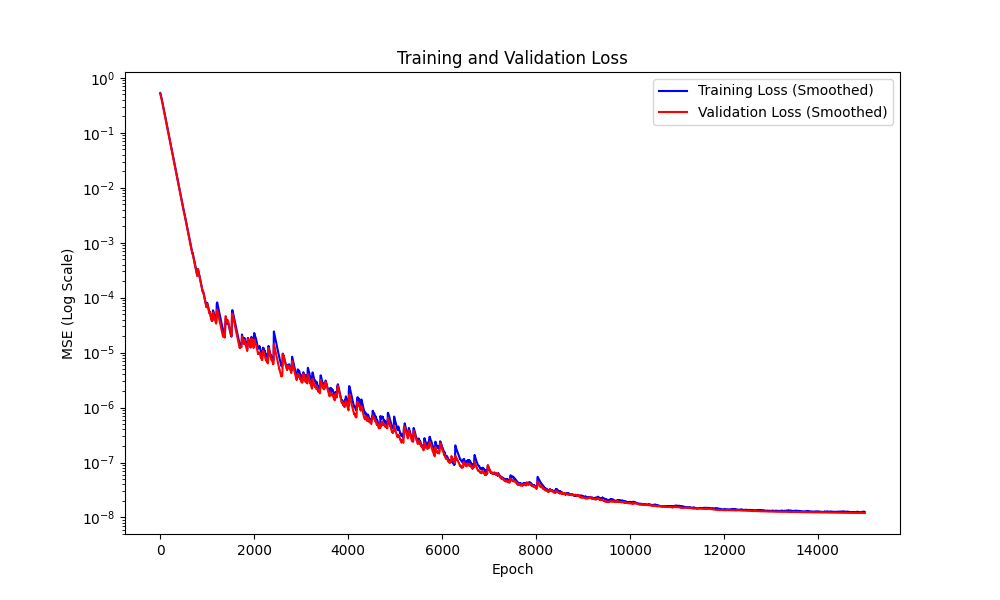 Training and Validation Loss
Training Loss (Smoothed)
Validation Loss (Smoothed)
MSE (Log Scale)
10⁰
10⁻¹
10⁻²
10⁻³
10⁻⁴
10⁻⁵
10⁻⁶
10⁻⁷
10⁻⁸
0 2000 4000 6000 8000 10000 12000 14000
Epoch